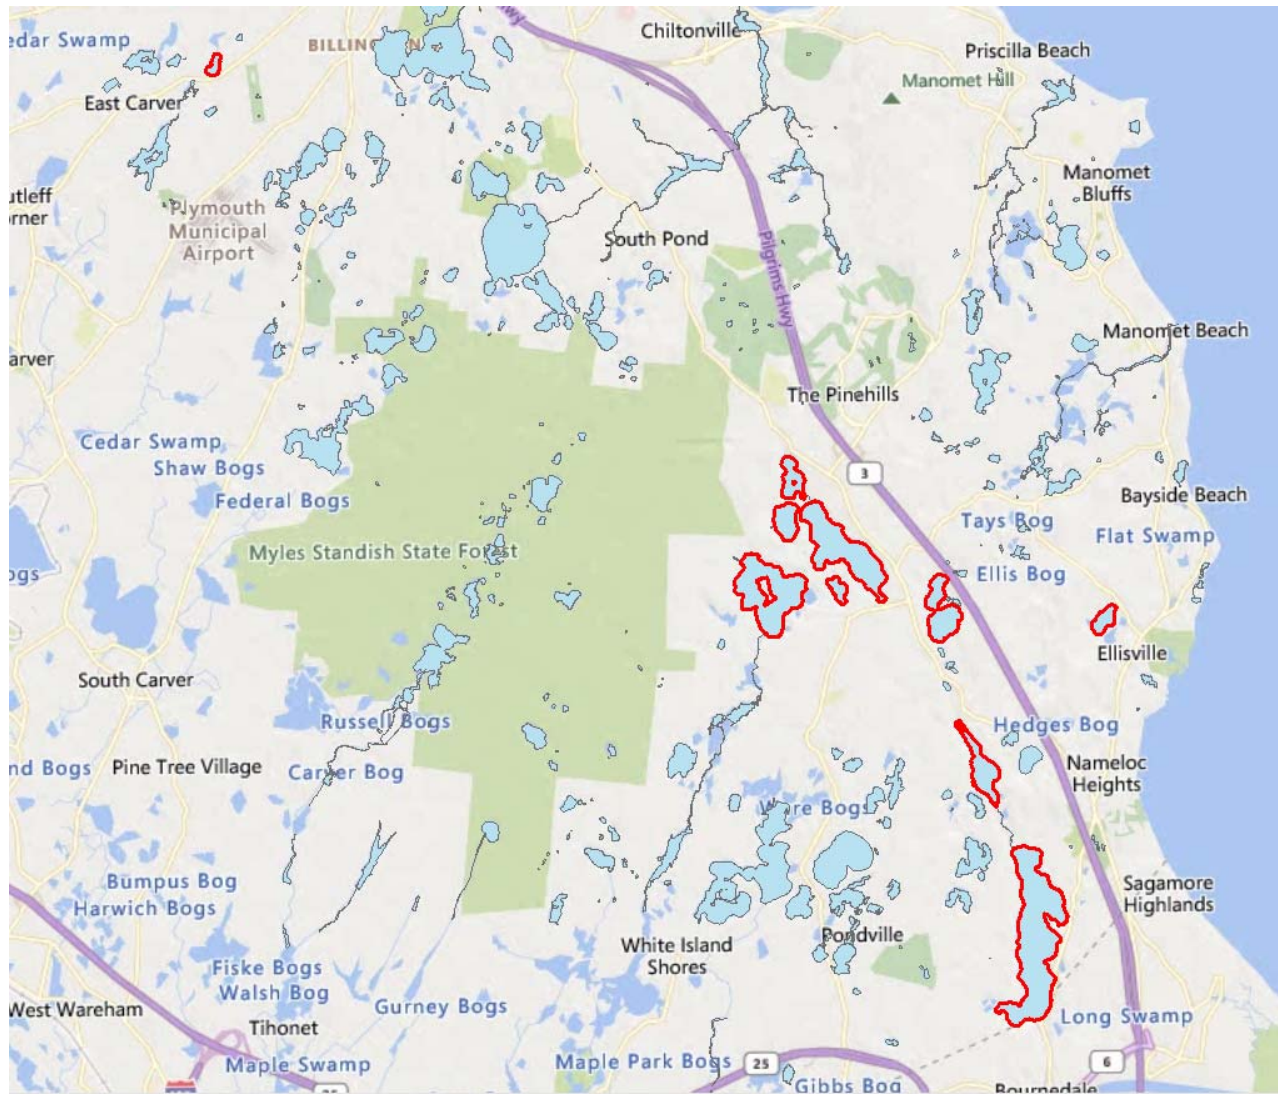 Hwy
Chiltonville
edar Swamp
BILLIN
N
Priscilla Beach
Manomet Hill
East Carver
Manomet
Bluffs
utleff
orner
Plymouth
Municipal
Airport
South Pond
Pilgrims Hwy
Manomet Beach
arver
The Pinehills
Cedar Swamp
Shaw Bogs
3
Federal Bogs
Bayside Beach
Tays Bog
Flat Swamp
Myles Standish State Forest
ogs
Ellis Bog
Ellisville
South Carver
Russell Bogs
Hedges Bog
nd Bogs
Pine Tree Village
Carver Bog
Nameloc
Heights
Ware Bogs
Bumpus Bog
Harwich Bogs
Sagamore
Highlands
White Island
Shores
Pondville
Fiske Bogs
Walsh Bog
Gurney Bogs
West Wareham
Tihonet
Long Swamp
Maple Swamp
Maple Park Bogs
25
6
Gibbs Bog
Bournedale